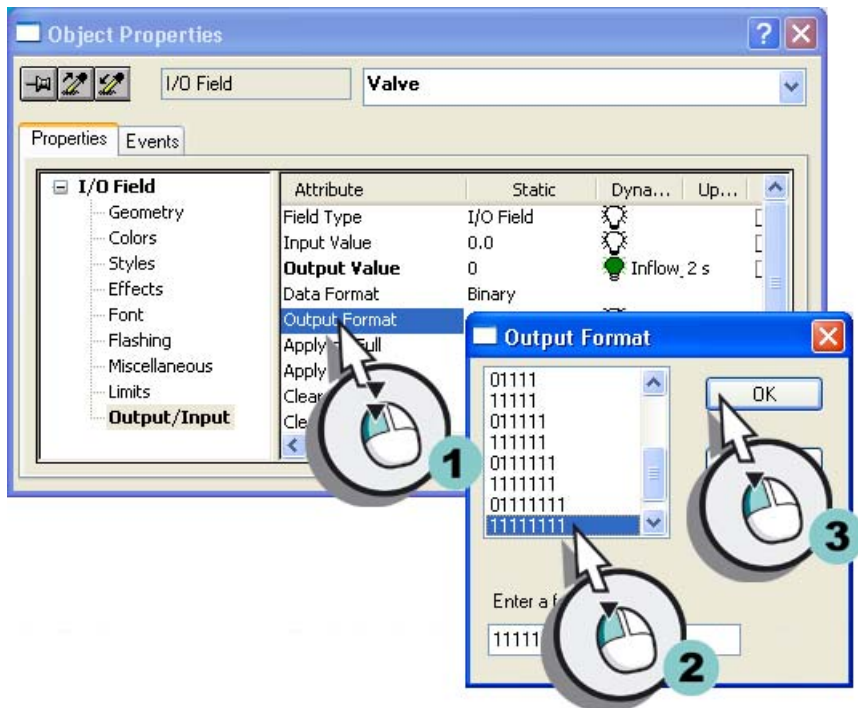 Object Properties
I/O Field
Valve
Properties
Events
I/O Field
Geometry
Colors
Styles
Effects
Font
Flashing
Miscellaneous
Limits
Output/Input
Attribute Static Dyna... Up...
Field Type I/O Field
Input Value 0.0
Output Value 0 Inflow_ 2 s
Data Format Binary
Output Format
Apply Full
Apply
Clear
Cle
1
Output Format
01111
11111
011111
111111
0111111
1111111
01111111
11111111
OK
3
Enter a f
11111
2